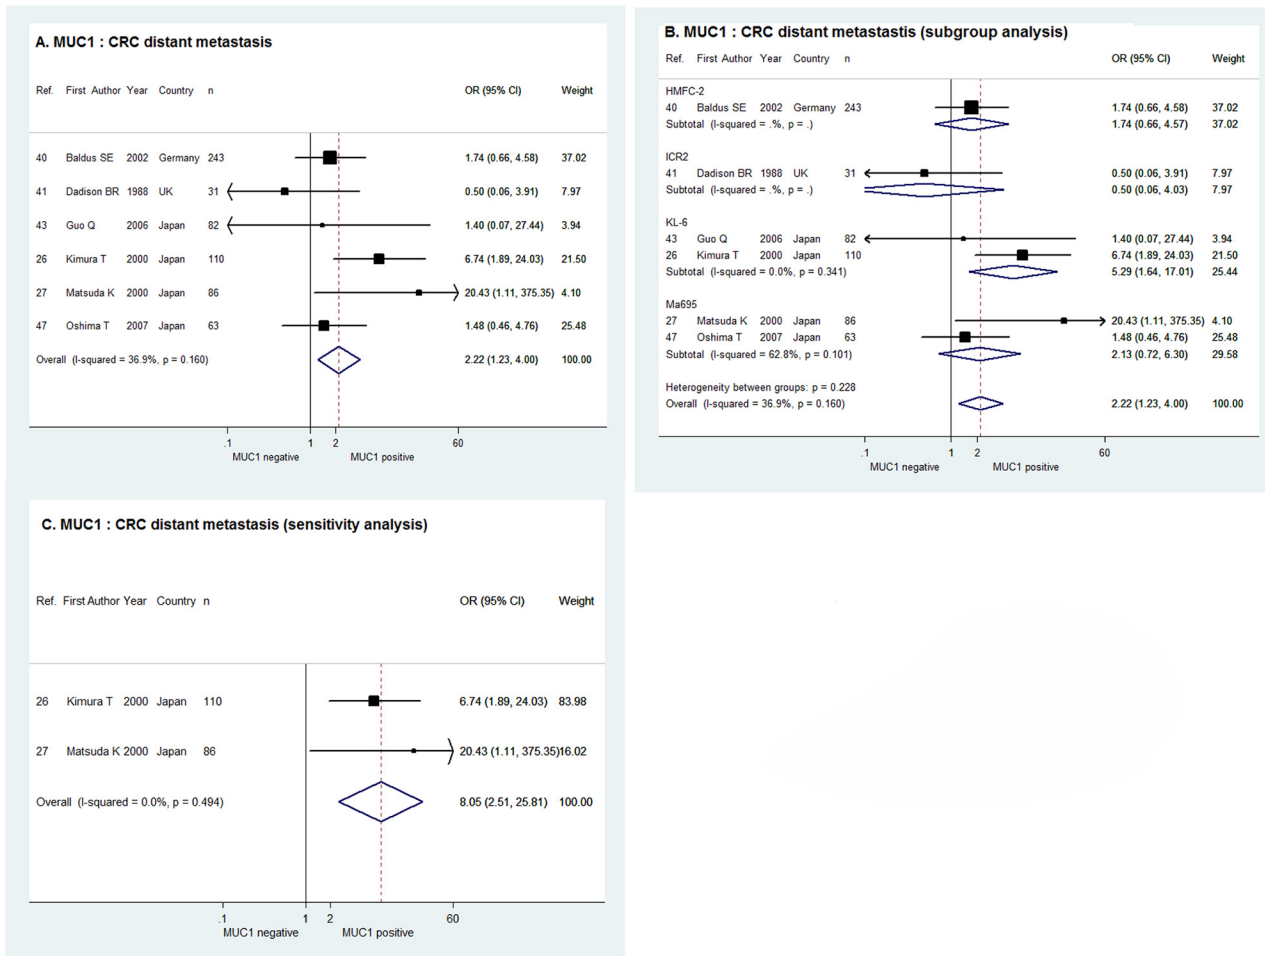 A. MUC1 : CRC distant metastasis
Ref. First Author Year Country n OR (95% CI) Weight
40 Baldus SE 2002 Germany 243 1.74 (0.66, 4.58) 37.02
41 Dadison BR 1988 UK 31 0.50 (0.06, 3.91) 7.97
43 Guo Q 2006 Japan 82 1.40 (0.07, 27.44) 3.94
26 Kimura T 2000 Japan 110 6.74 (1.89, 24.03) 21.50
27 Matsuda K 2000 Japan 86 20.43 (1.11, 375.35) 4.10
47 Oshima T 2007 Japan 63 1.48 (0.46, 4.76) 25.48
Overall (I-squared = 36.9%, p = 0.160) 2.22 (1.23, 4.00) 100.00
.1 1 2 60
MUC1 negative MUC1 positive
B. MUC1 : CRC distant metastastis (subgroup analysis)
Ref. First Author Year Country n OR (95% CI) Weight
HMFC-2
40 Baldus SE 2002 Germany 243 1.74 (0.66, 4.58) 37.02
Subtotal (I-squared = .%, p = .) 1.74 (0.66, 4.57) 37.02
ICR2
41 Dadison BR 1988 UK 31 0.50 (0.06, 3.91) 7.97
Subtotal (I-squared = .%, p = .) 0.50 (0.06, 4.03) 7.97
KL-6
43 Guo Q 2006 Japan 82 1.40 (0.07, 27.44) 3.94
26 Kimura T 2000 Japan 110 6.74 (1.89, 24.03) 21.50
Subtotal (I-squared = 0.0%, p = 0.341) 5.29 (1.64, 17.01) 25.44
Ma695
27 Matsuda K 2000 Japan 86 20.43 (1.11, 375.35) 4.10
47 Oshima T 2007 Japan 63 1.48 (0.46, 4.76) 25.48
Subtotal (I-squared = 62.8%, p = 0.101) 2.13 (0.72, 6.30) 29.58
Heterogeneity between groups: p = 0.228
Overall (I-squared = 36.9%, p = 0.160) 2.22 (1.23, 4.00) 100.00
.1 1 2 60
MUC1 negative MUC1 positive
C. MUC1 : CRC distant metastasis (sensitivity analysis)
Ref. First Author Year Country n OR (95% CI) Weight
26 Kimura T 2000 Japan 110 6.74 (1.89, 24.03) 83.98
27 Matsuda K 2000 Japan 86 20.43 (1.11, 375.35) 16.02
Overall (I-squared = 0.0%, p = 0.494) 8.05 (2.51, 25.81) 100.00
.1 1 2 60
MUC1 negative MUC1 positive